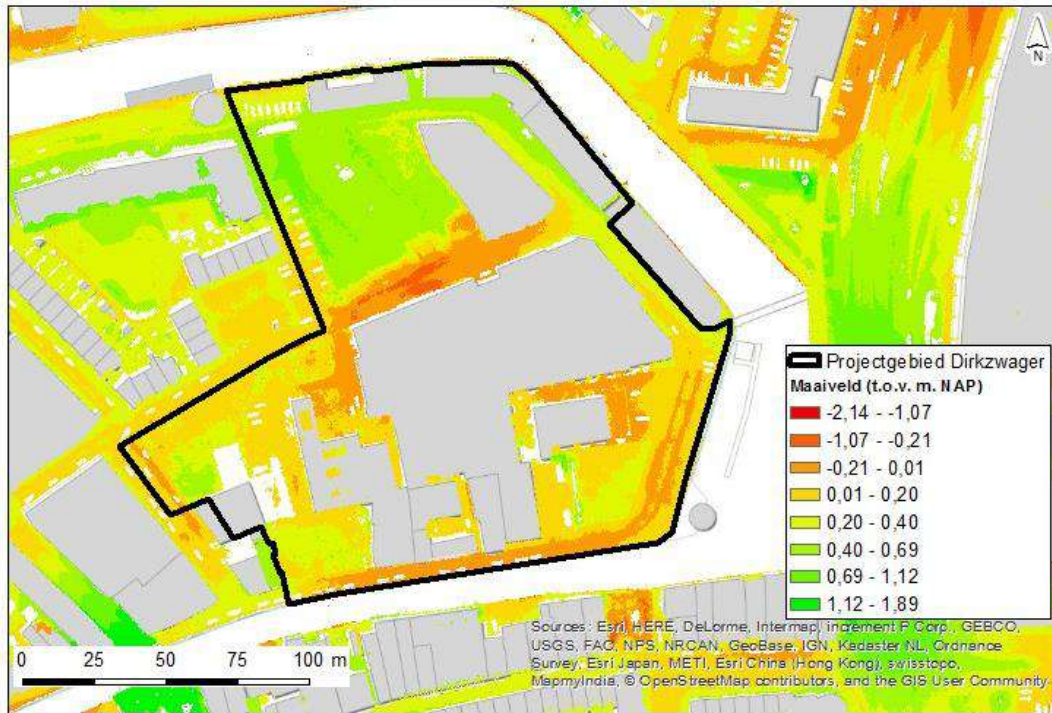 N
Projectgebied Dirkzwager
Maaiveld (t.o.v. m. NAP)
-2,14 - -1,07
-1,07 - -0,21
-0,21 - 0,01
0,01 - 0,20
0,20 - 0,40
0,40 - 0,69
0,69 - 1,12
1,12 - 1,89
Sources: Esri, HERE, DeLorme, Intermap, increment P Corp., GEBCO,
USGS, FAO, NPS, NRCAN, GeoBase, IGN, Kadaster NL, Ordnance
Survey, Esri Japan, METI, Esri China (Hong Kong), swisstopo,
MapmyIndia, © OpenStreetMap contributors, and the GIS User Community
0 25 50 75 100 m